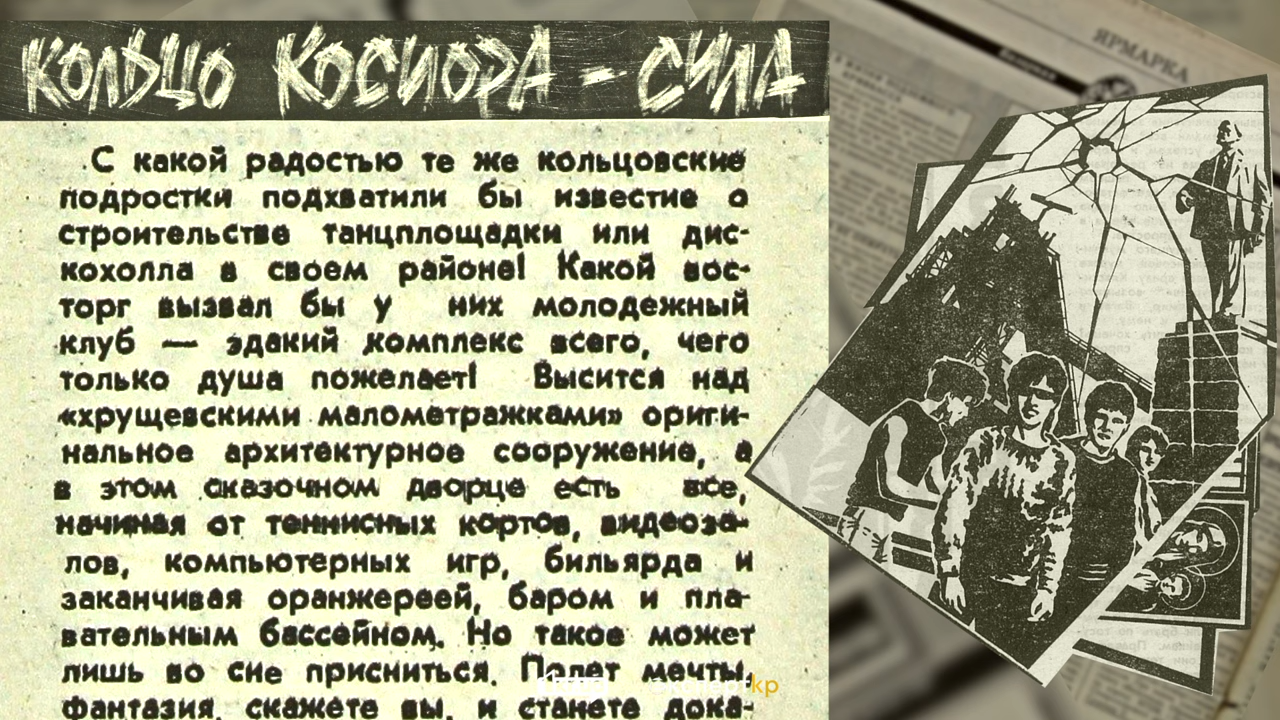 КОЛЬЦО КОСИОРА - СИЛА
С какой радостью те же кольцовские
подростки подхватили бы известие о
строительстве танцплощадки или дис-
кохолла в своем районе! Какой вос-
торг вызвал бы у них молодежный
клуб — эдакий комплекс всего, чего
только душа пожелает! Высится над
«хрущевскими малометражками» ориги-
нальное архитектурное сооружение, а
в этом сказочном дворце есть все,
начиная от теннисных кортов, видеоза-
лов, компьютерных игр, бильярда и
заканчивая оранжереей, баром и пла-
вательным бассейном. Но такое может
лишь во сне присниться. Полет мечты,
фантазия, скажете вы, и станете дока-
ЯРМАРКА
kp